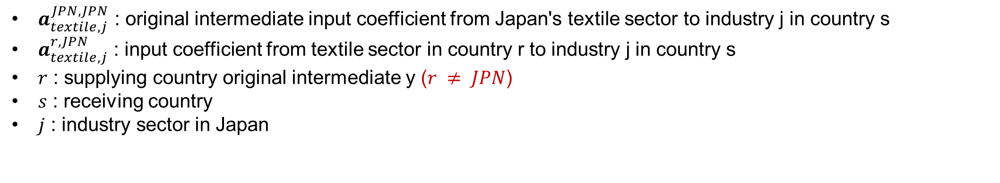 • a_{textile,j}^{JPN,JPN} : original intermediate input coefficient from Japan's textile sector to industry j in country s
• a_{textile,j}^{r,JPN} : input coefficient from textile sector in country r to industry j in country s
• r : supplying country original intermediate y (r ≠ JPN)
• s : receiving country
• j : industry sector in Japan